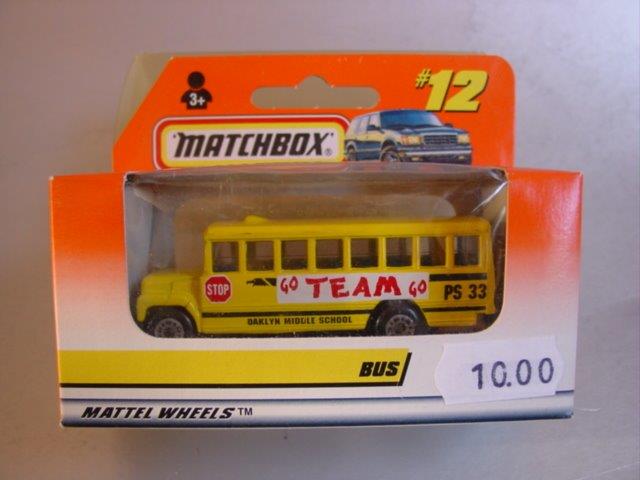 3+
#12
MATCHBOX®
STOP
GO TEAM GO
PS 33
OAKLYN MIDDLE SCHOOL
BUS
10.00
MATTEL WHEELS™